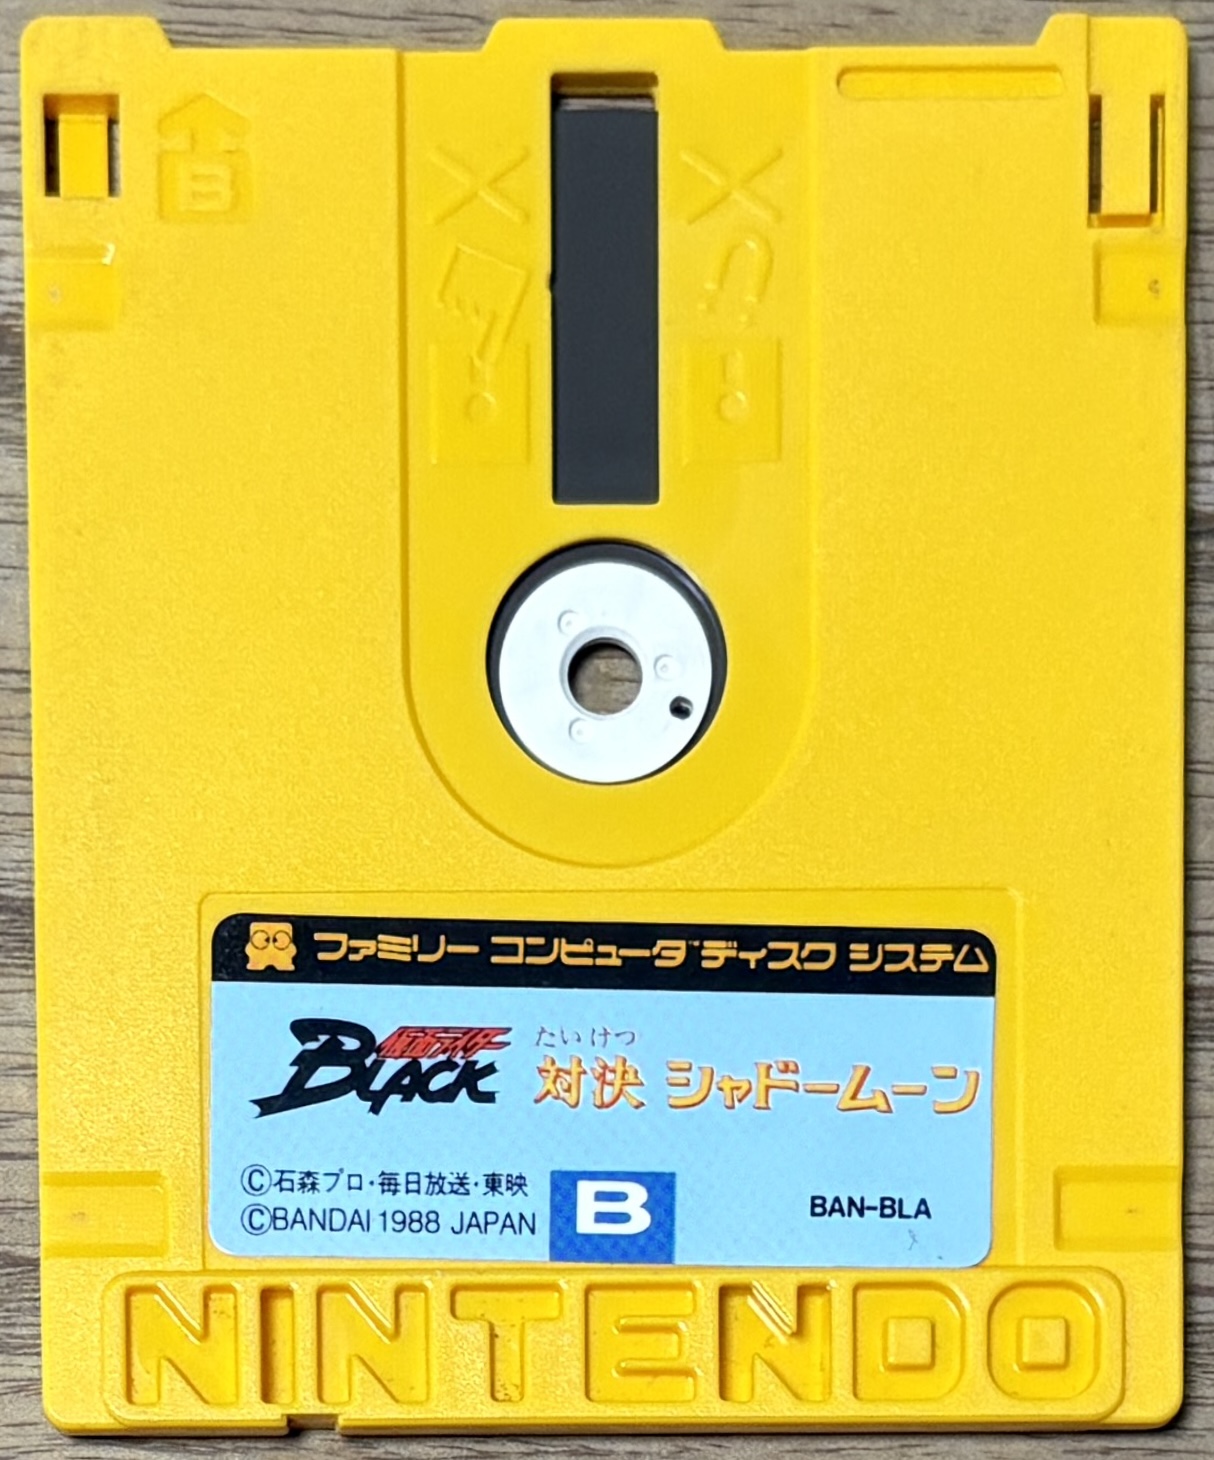 B
ファミリー コンピュータ ディスク システム
仮面ライダー
BLACK
たいけつ
対決 シャドームーン
©石森プロ・毎日放送・東映
©BANDAI 1988 JAPAN
B
BAN-BLA
NINTENDO